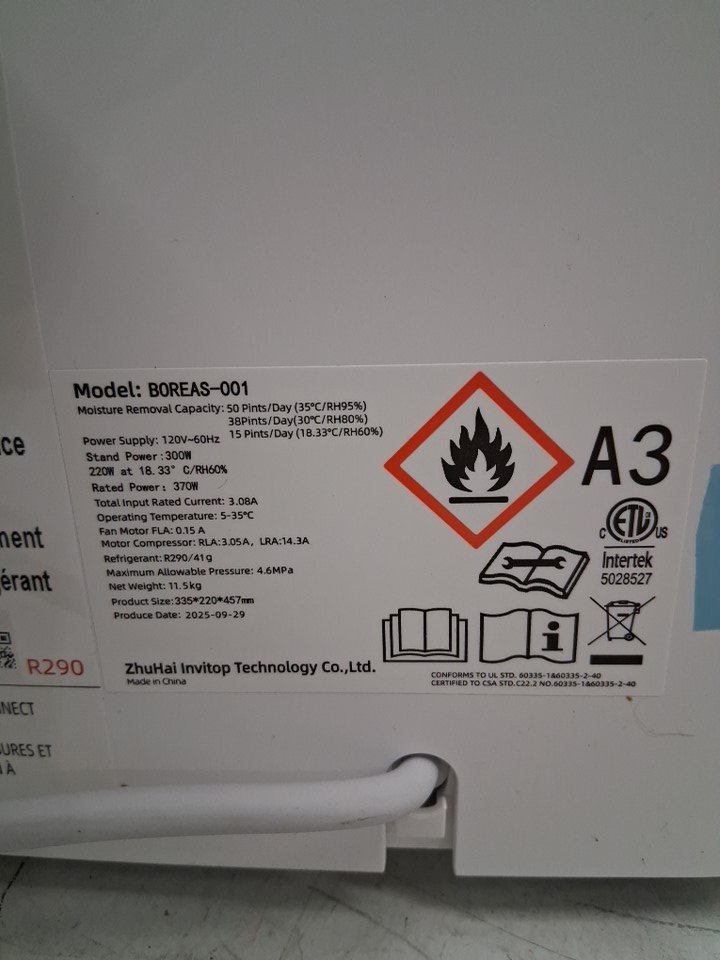 Model: BOREAS-001
Moisture Removal Capacity: 50 Pints/Day (35°C/RH95%)
38Pints/Day(30°C/RH80%)
15 Pints/Day (18.33°C/RH60%)
Power Supply: 120V~60Hz
Stand Power:300W
220W at 18.33° C/RH60%
Rated Power: 370W
Total Input Rated Current: 3.08A
Operating Temperature: 5-35°C
Fan Motor FLA: 0.15 A
Motor Compressor: RLA:3.05A, LRA:14.3A
Refrigerant: R290/41g
Maximum Allowable Pressure: 4.6MPa
Net Weight: 11.5kg
Product Size:335*220*457mm
Produce Date: 2025-09-29
ZhuHai Invitop Technology Co.,Ltd.
Made in China
A3
C ETL US
LISTED
Intertek
5028527
CONFORMS TO UL STD. 60335-1&60335-2-40
CERTIFIED TO CSA STD.C22.2 NO.60335-1&60335-2-40
R290
URES ET
À